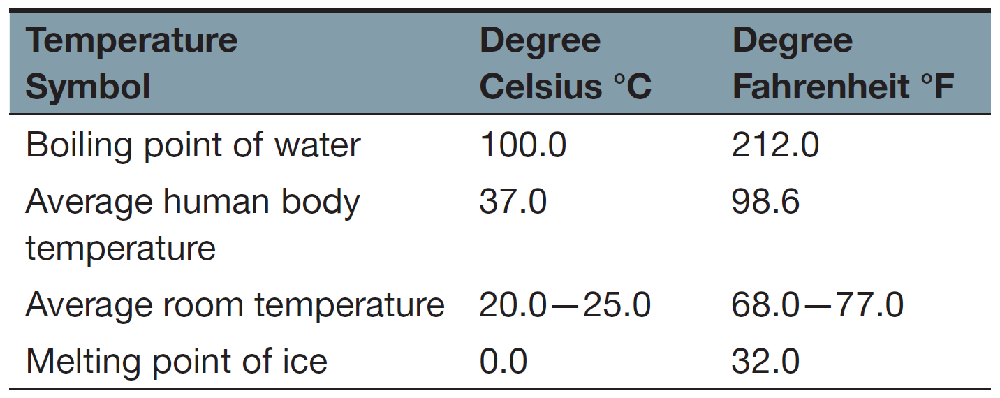 Temperature Degree Degree
Symbol Celsius °C Fahrenheit °F
Boiling point of water 100.0 212.0
Average human body 37.0 98.6
temperature
Average room temperature 20.0—25.0 68.0—77.0
Melting point of ice 0.0 32.0